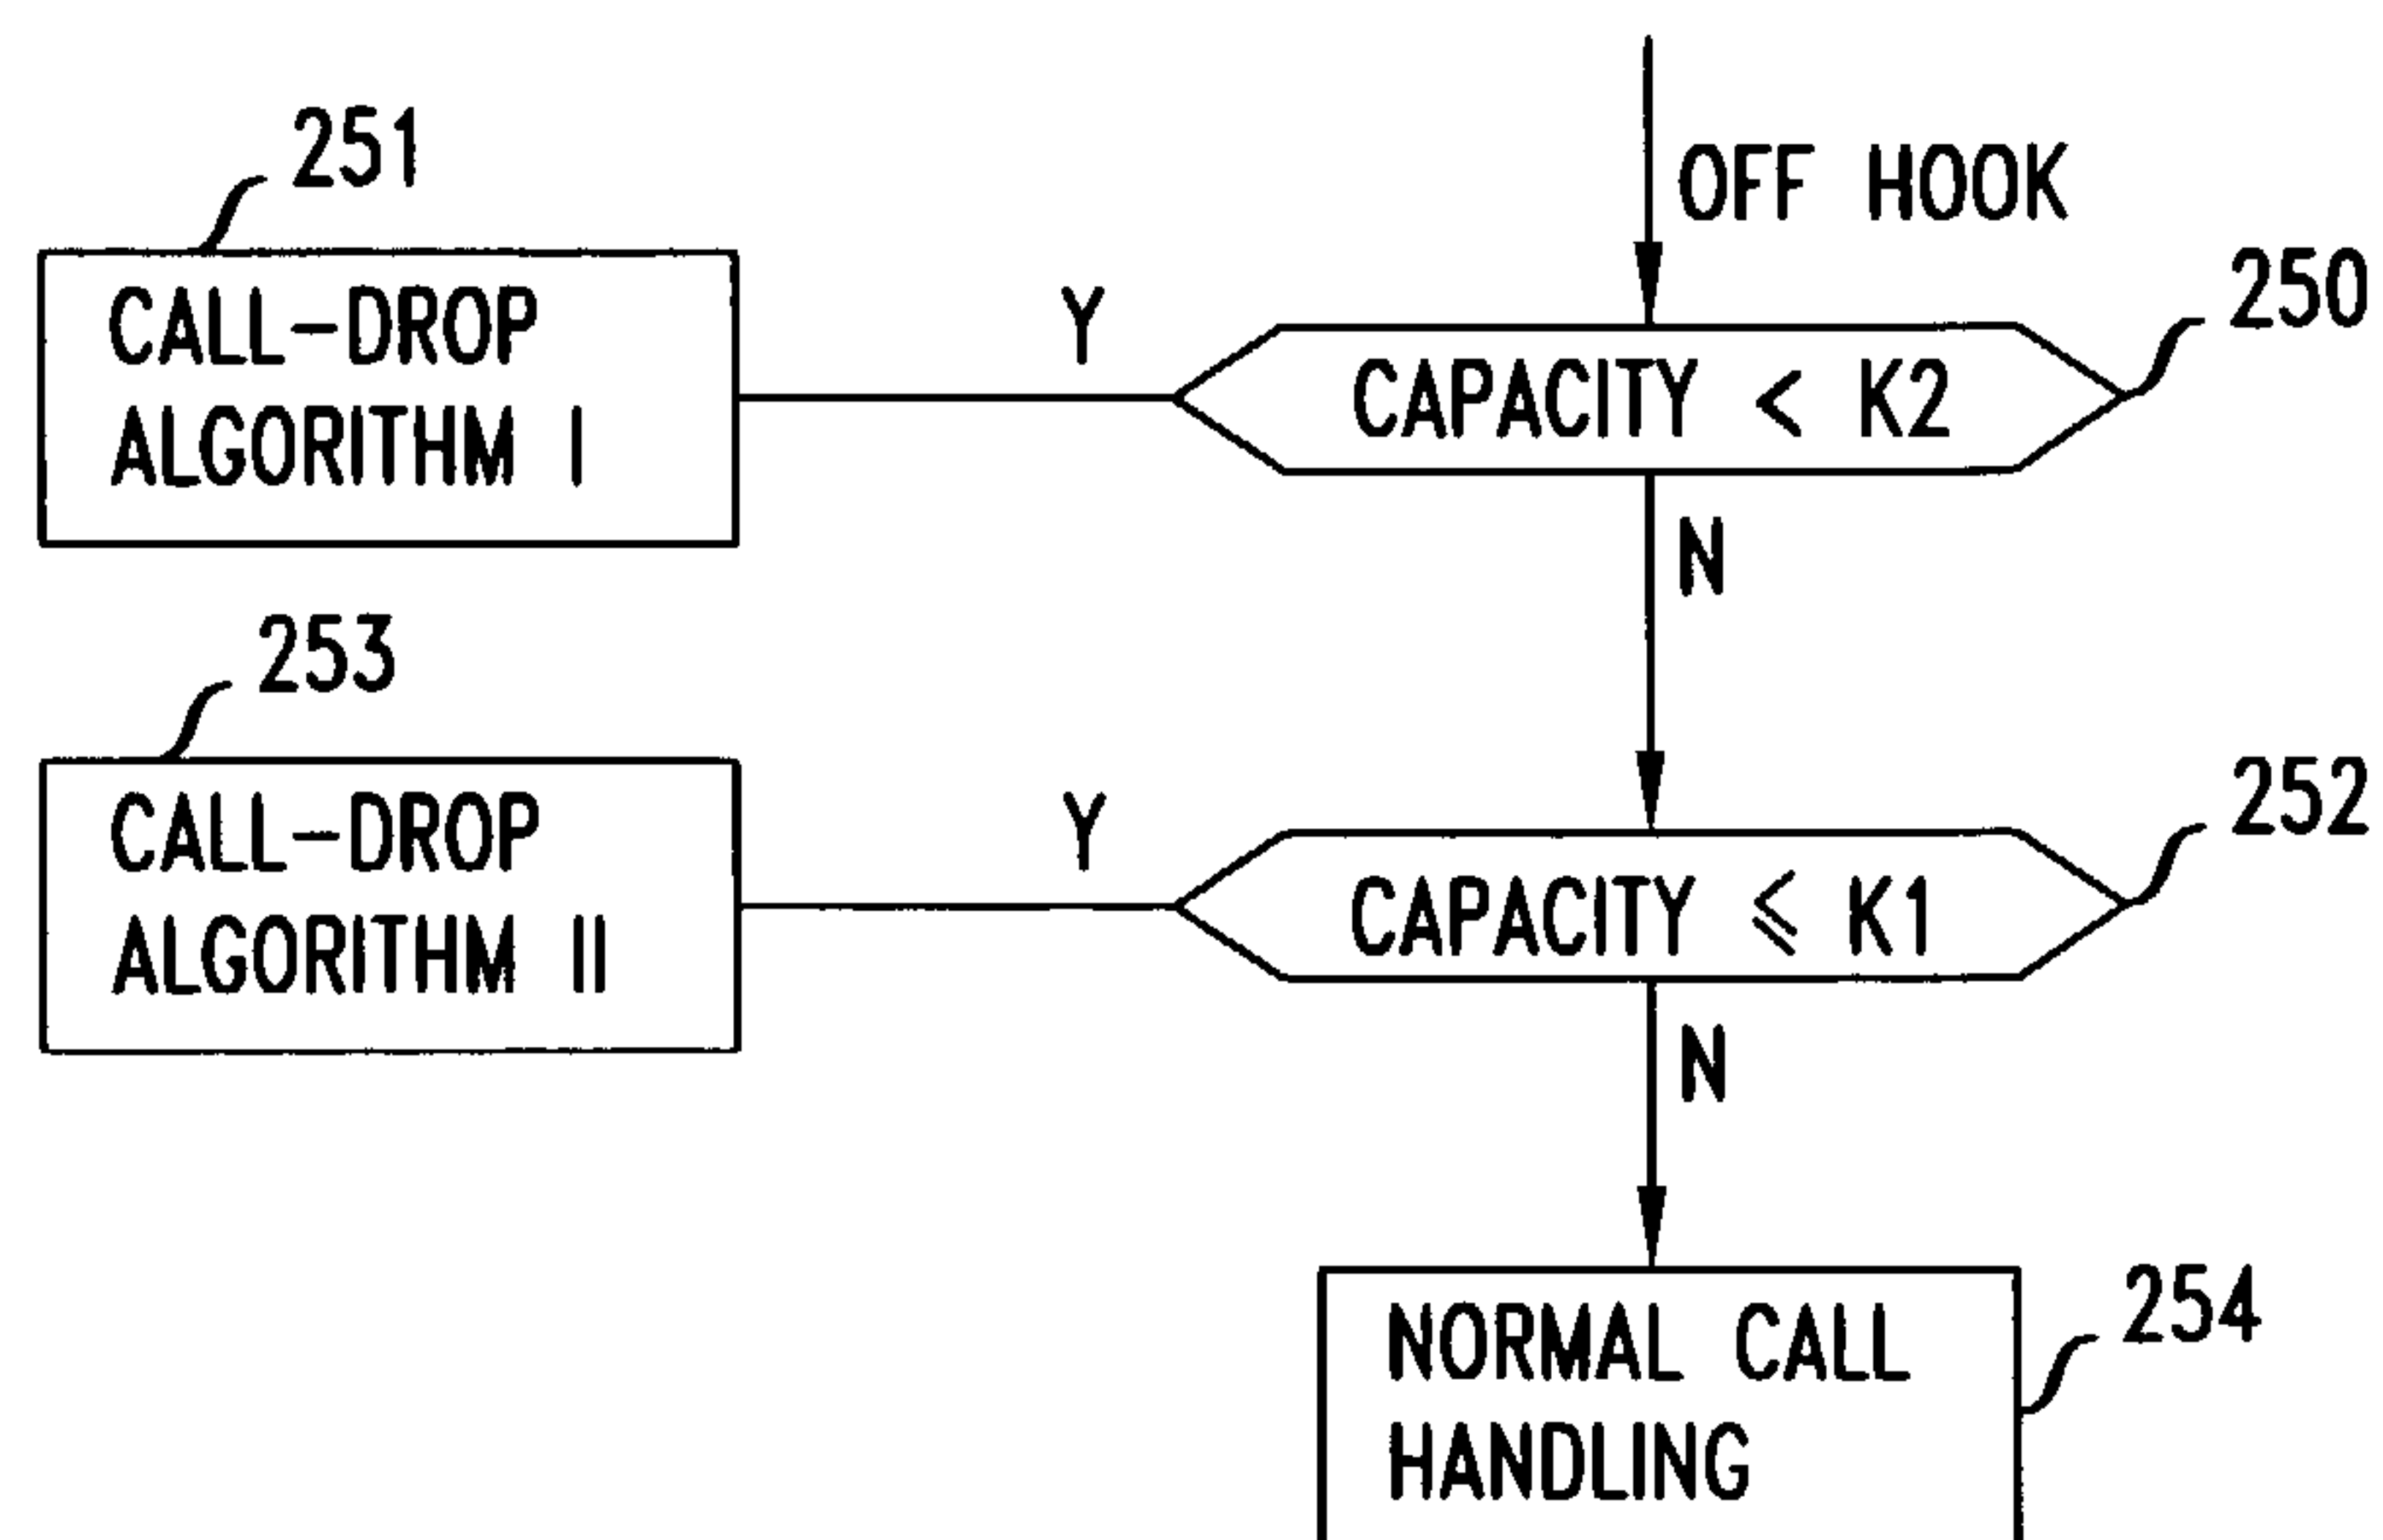 OFF HOOK
251
250
CALL-DROP
ALGORITHM I
Y
CAPACITY < K2
N
253
252
CALL-DROP
ALGORITHM II
Y
CAPACITY ⩽ K1
N
254
NORMAL CALL
HANDLING